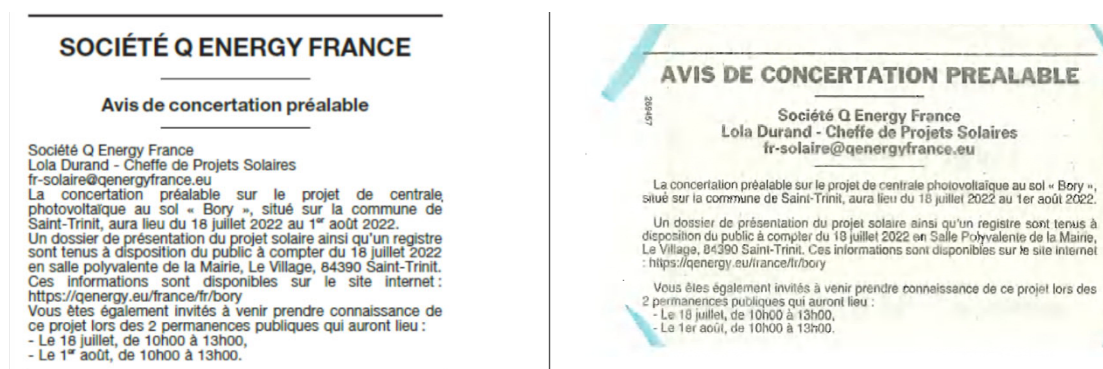 SOCIÉTÉ Q ENERGY FRANCE
Avis de concertation préalable
Société Q Energy France
Lola Durand - Cheffe de Projets Solaires
fr-solaire@qenergyfrance.eu
La concertation préalable sur le projet de centrale
photovoltaïque au sol « Bory », situé sur la commune de
Saint-Trinit, aura lieu du 18 juillet 2022 au 1er août 2022.
Un dossier de présentation du projet solaire ainsi qu'un registre
sont tenus à disposition du public à compter du 18 juillet 2022
en salle polyvalente de la Mairie, Le Village, 84390 Saint-Trinit.
Ces informations sont disponibles sur le site internet :
https://qenergy.eu/france/fr/bory
Vous êtes également invités à venir prendre connaissance de
ce projet lors des 2 permanences publiques qui auront lieu :
- Le 18 juillet, de 10h00 à 13h00,
- Le 1er août, de 10h00 à 13h00.
AVIS DE CONCERTATION PREALABLE
269457
Société Q Energy France
Lola Durand - Cheffe de Projets Solaires
fr-solaire@qenergyfrance.eu
La concertation préalable sur le projet de centrale photovoltaïque au sol « Bory »,
situé sur la commune de Saint-Trinit, aura lieu du 18 juillet 2022 au 1er août 2022.
Un dossier de présentation du projet solaire ainsi qu'un registre sont tenus à
disposition du public à compter du 18 juillet 2022 en Salle Polyvalente de la Mairie,
Le Village, 84390 Saint-Trinit. Ces informations sont disponibles sur le site internet
: https://qenergy.eu/france/fr/bory
Vous êtes également invités à venir prendre connaissance de ce projet lors des
2 permanences publiques qui auront lieu :
- Le 18 juillet, de 10h00 à 13h00,
- Le 1er août, de 10h00 à 13h00.